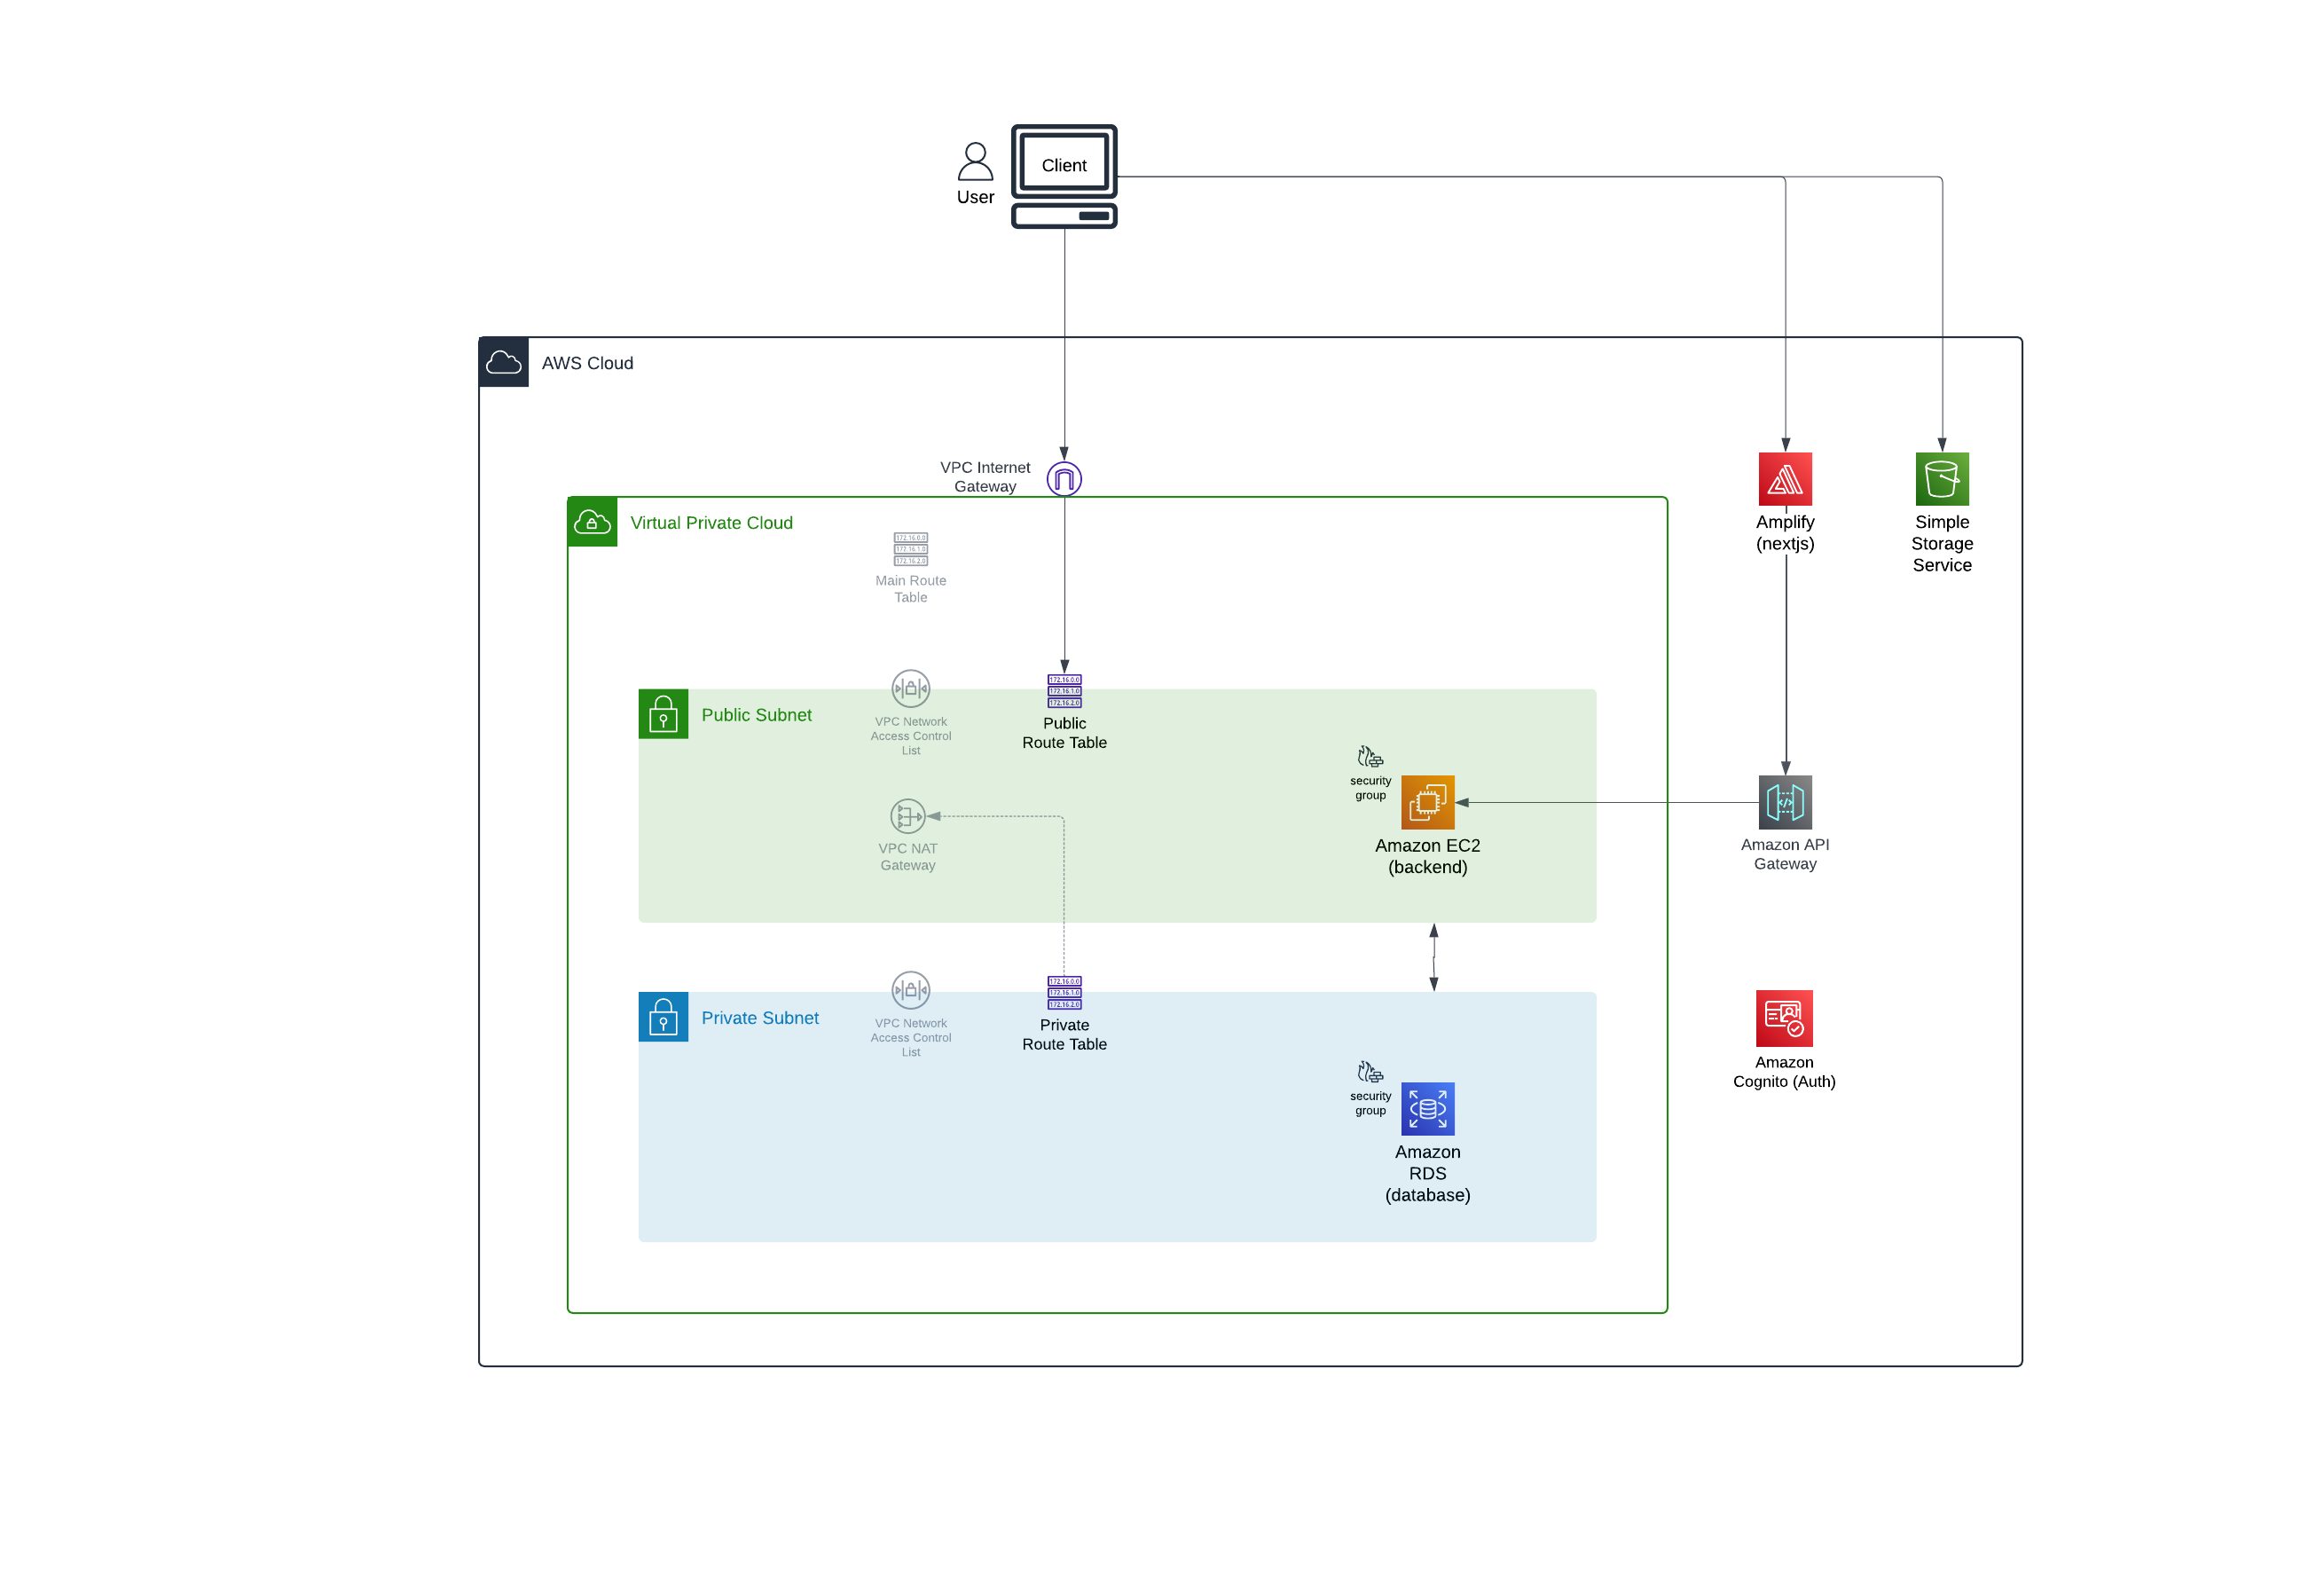 Client
User
AWS Cloud
VPC Internet
Gateway
Virtual Private Cloud
172.16.0.0
172.16.1.0
172.16.2.0
Main Route
Table
Amplify
(nextjs)
Simple
Storage
Service
Public Subnet
VPC Network
Access Control
List
172.16.0.0
172.16.1.0
172.16.2.0
Public
Route Table
security
group
Amazon EC2
(backend)
VPC NAT
Gateway
Amazon API
Gateway
Private Subnet
VPC Network
Access Control
List
172.16.0.0
172.16.1.0
172.16.2.0
Private
Route Table
security
group
Amazon
RDS
(database)
Amazon
Cognito (Auth)